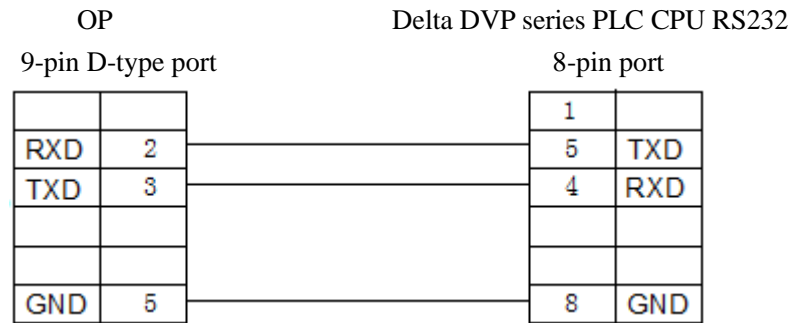 OP Delta DVP series PLC CPU RS232
9-pin D-type port 8-pin port
1
RXD 2 5 TXD
TXD 3 4 RXD
GND 5 8 GND